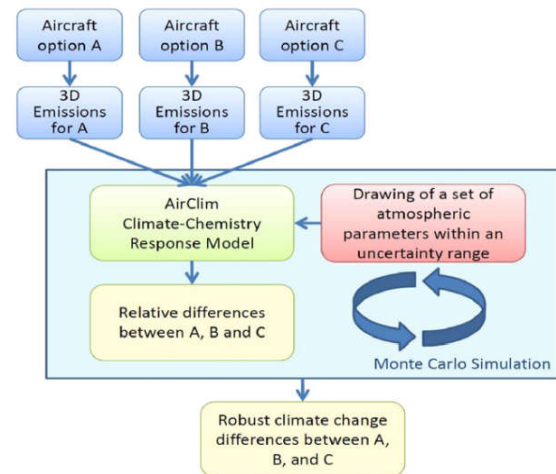 Aircraft
option A
Aircraft
option B
Aircraft
option C
3D
Emissions
for A
3D
Emissions
for B
3D
Emissions
for C
AirClim
Climate-Chemistry
Response Model
Drawing of a set of
atmospheric
parameters within an
uncertainty range
Relative differences
between A, B and C
Monte Carlo Simulation
Robust climate change
differences between A,
B, and C